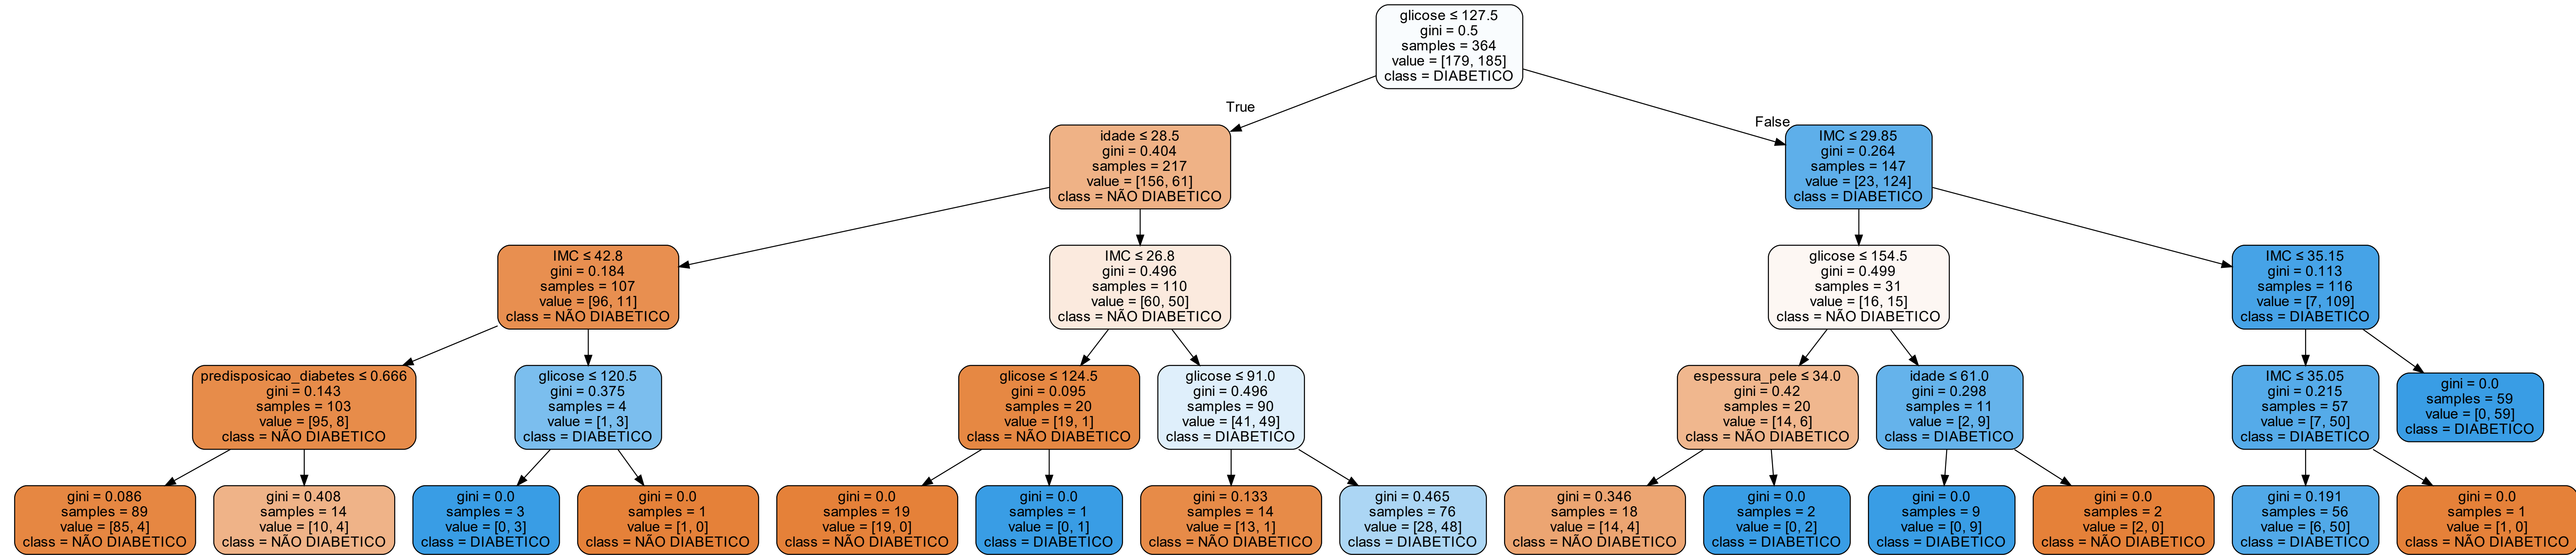 glicose ≤ 127.5
gini = 0.5
samples = 364
value = [179, 185]
class = DIABETICO
True
False
idade ≤ 28.5
gini = 0.404
samples = 217
value = [156, 61]
class = NÃO DIABETICO
IMC ≤ 29.85
gini = 0.264
samples = 147
value = [23, 124]
class = DIABETICO
IMC ≤ 42.8
gini = 0.184
samples = 107
value = [96, 11]
class = NÃO DIABETICO
IMC ≤ 26.8
gini = 0.496
samples = 110
value = [60, 50]
class = NÃO DIABETICO
glicose ≤ 154.5
gini = 0.499
samples = 31
value = [16, 15]
class = NÃO DIABETICO
IMC ≤ 35.15
gini = 0.113
samples = 116
value = [7, 109]
class = DIABETICO
predisposicao_diabetes ≤ 0.666
gini = 0.143
samples = 103
value = [95, 8]
class = NÃO DIABETICO
glicose ≤ 120.5
gini = 0.375
samples = 4
value = [1, 3]
class = DIABETICO
glicose ≤ 124.5
gini = 0.095
samples = 20
value = [19, 1]
class = NÃO DIABETICO
glicose ≤ 91.0
gini = 0.496
samples = 90
value = [41, 49]
class = DIABETICO
espessura_pele ≤ 34.0
gini = 0.42
samples = 20
value = [14, 6]
class = NÃO DIABETICO
idade ≤ 61.0
gini = 0.298
samples = 11
value = [2, 9]
class = DIABETICO
IMC ≤ 35.05
gini = 0.215
samples = 57
value = [7, 50]
class = DIABETICO
gini = 0.0
samples = 59
value = [0, 59]
class = DIABETICO
gini = 0.086
samples = 89
value = [85, 4]
class = NÃO DIABETICO
gini = 0.408
samples = 14
value = [10, 4]
class = NÃO DIABETICO
gini = 0.0
samples = 3
value = [0, 3]
class = DIABETICO
gini = 0.0
samples = 1
value = [1, 0]
class = NÃO DIABETICO
gini = 0.0
samples = 19
value = [19, 0]
class = NÃO DIABETICO
gini = 0.0
samples = 1
value = [0, 1]
class = DIABETICO
gini = 0.133
samples = 14
value = [13, 1]
class = NÃO DIABETICO
gini = 0.465
samples = 76
value = [28, 48]
class = DIABETICO
gini = 0.346
samples = 18
value = [14, 4]
class = NÃO DIABETICO
gini = 0.0
samples = 2
value = [0, 2]
class = DIABETICO
gini = 0.0
samples = 9
value = [0, 9]
class = DIABETICO
gini = 0.0
samples = 2
value = [2, 0]
class = NÃO DIABETICO
gini = 0.191
samples = 56
value = [6, 50]
class = DIABETICO
gini = 0.0
samples = 1
value = [1, 0]
class = NÃO DIABETICO